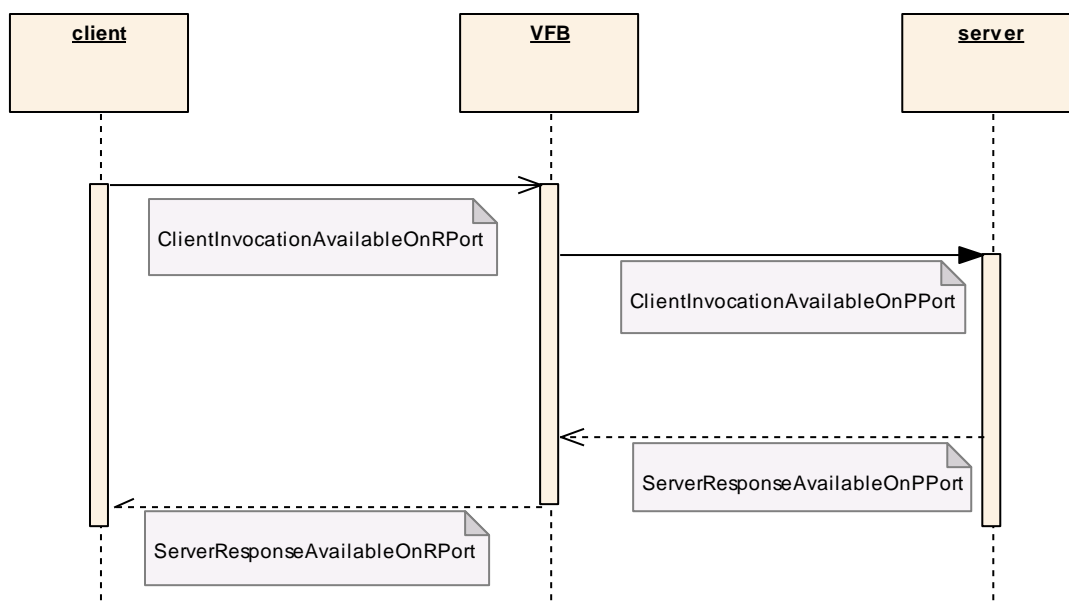 client
VFB
server
ClientInvocationAvailableOnRPort
ClientInvocationAvailableOnPPort
ServerResponseAvailableOnPPort
ServerResponseAvailableOnRPort